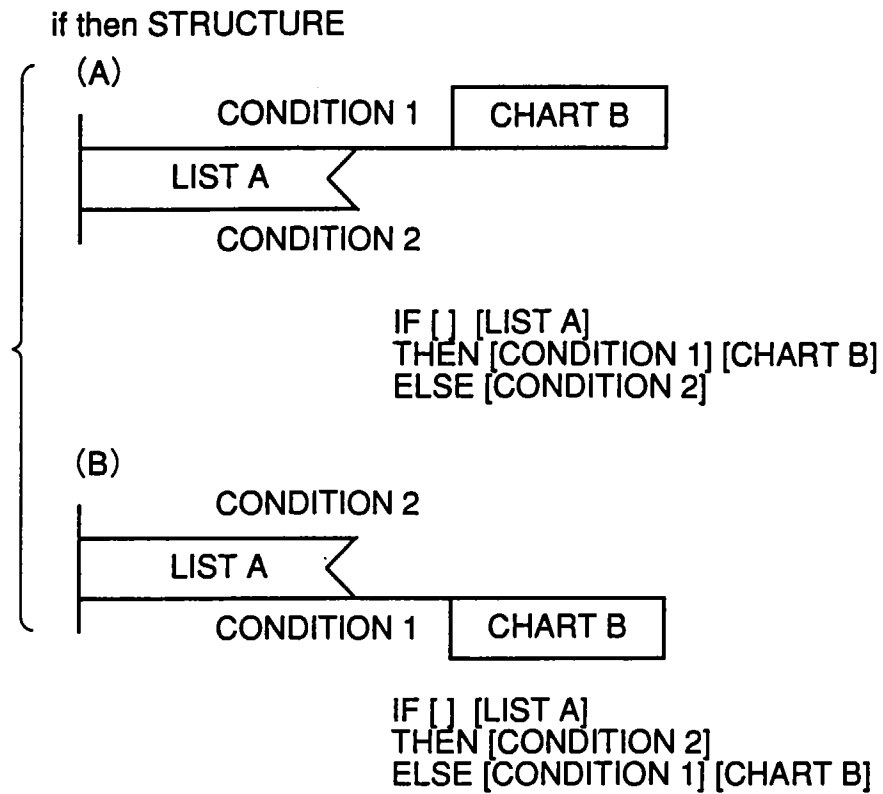 if then STRUCTURE
(A)
CONDITION 1 CHART B
LIST A
CONDITION 2
IF [ ] [LIST A]
THEN [CONDITION 1] [CHART B]
ELSE [CONDITION 2]
(B)
CONDITION 2
LIST A
CONDITION 1 CHART B
IF [ ] [LIST A]
THEN [CONDITION 2]
ELSE [CONDITION 1] [CHART B]